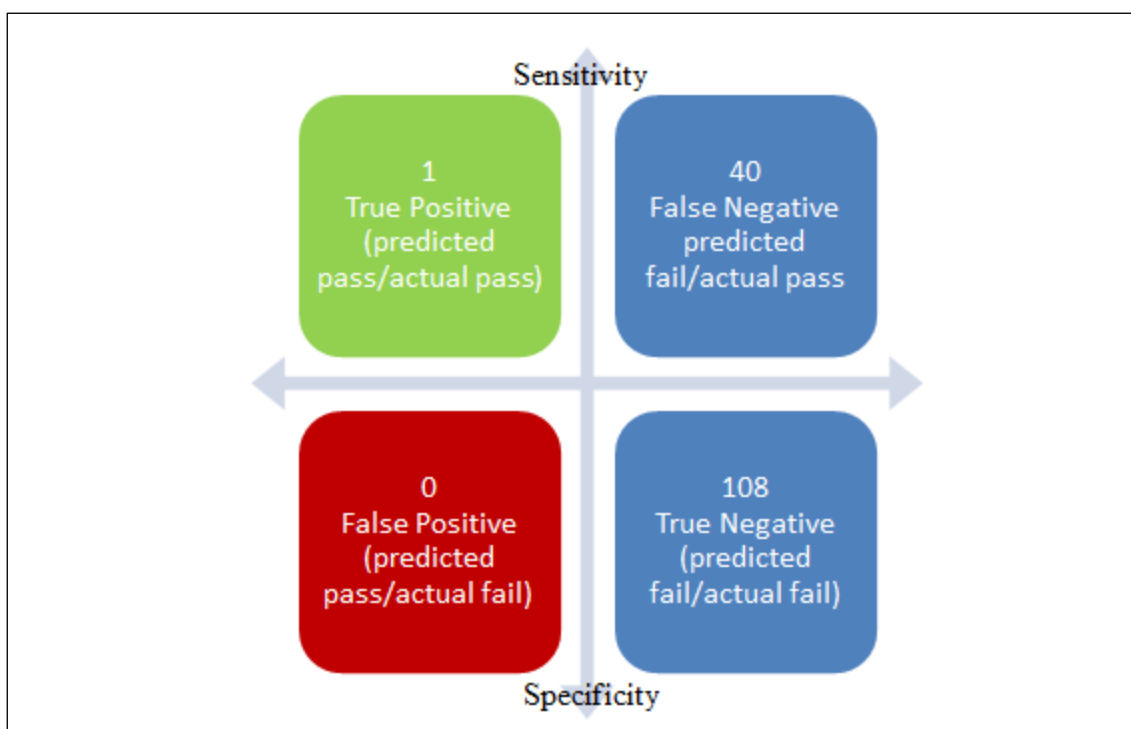 Sensitivity
1
True Positive
(predicted
pass/actual pass)
40
False Negative
predicted
fail/actual pass
0
False Positive
(predicted
pass/actual fail)
108
True Negative
(predicted
fail/actual fail)
Specificity